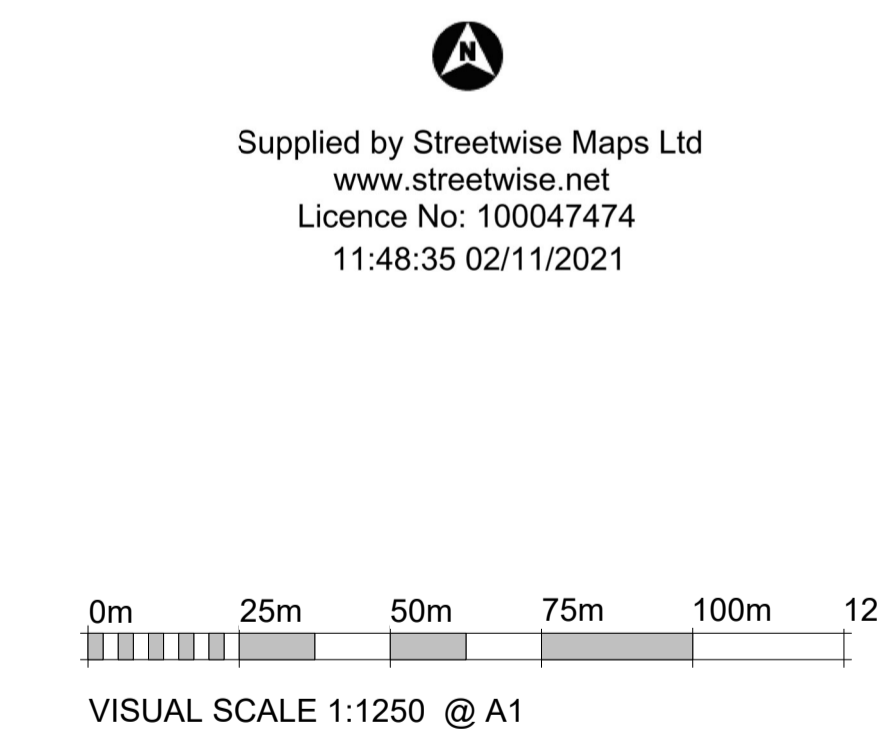 N
Supplied by Streetwise Maps Ltd
www.streetwise.net
Licence No: 100047474
11:48:35 02/11/2021
0m 25m 50m 75m 100m 12
VISUAL SCALE 1:1250 @ A1